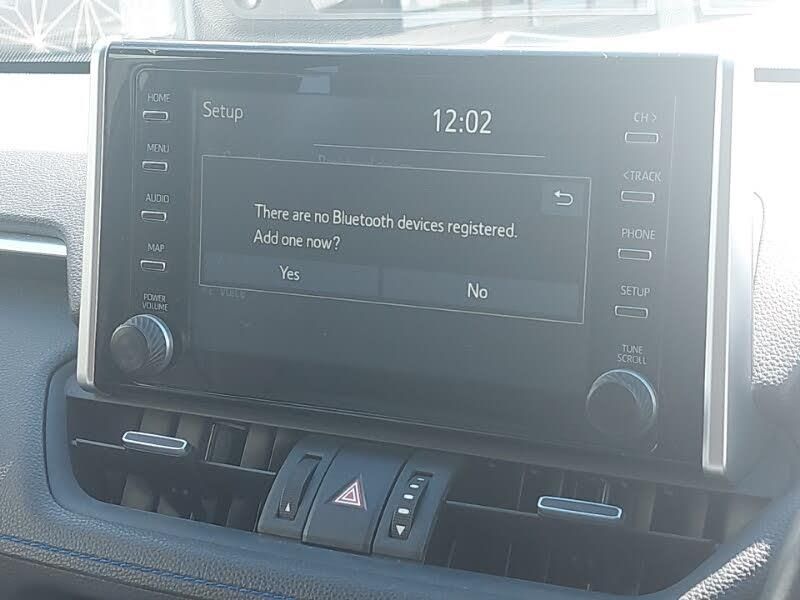 HOME
MENU
AUDIO
MAP
POWER
VOLUME
Setup
12:02
There are no Bluetooth devices registered.
Add one now?
Yes
No
Voice
CH >
<TRACK
PHONE
SETUP
TUNE
SCROLL